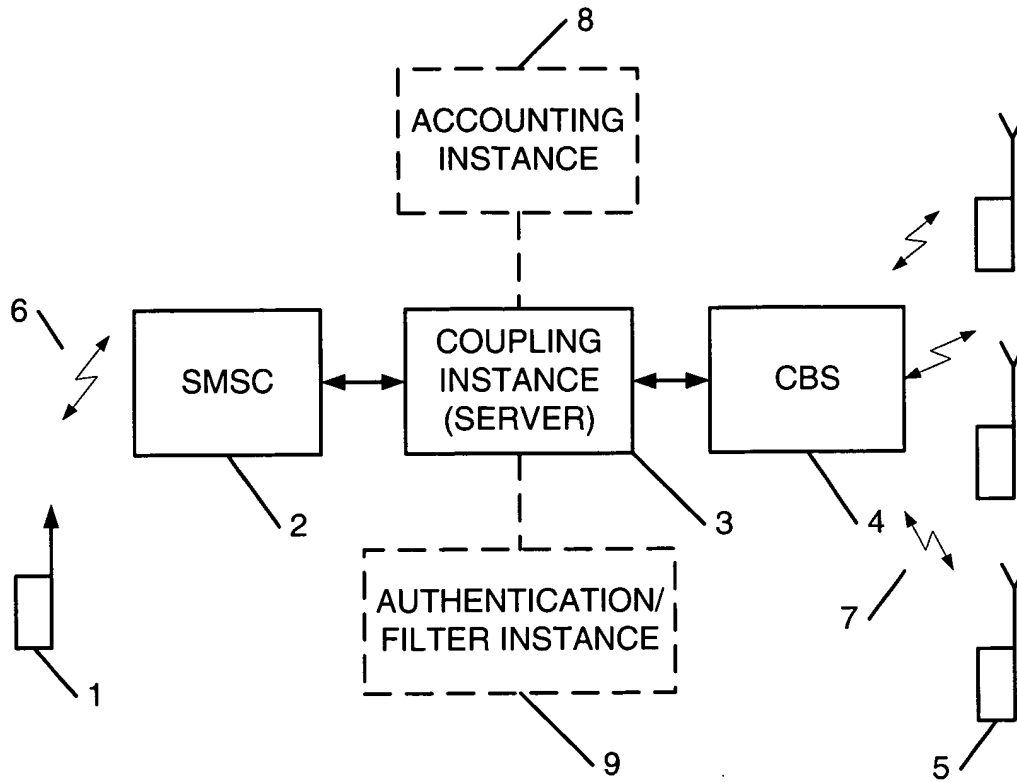 8
ACCOUNTING
INSTANCE
6
SMSC
COUPLING
INSTANCE
(SERVER)
CBS
2
3
4
7
AUTHENTICATION/
FILTER INSTANCE
1
9
5